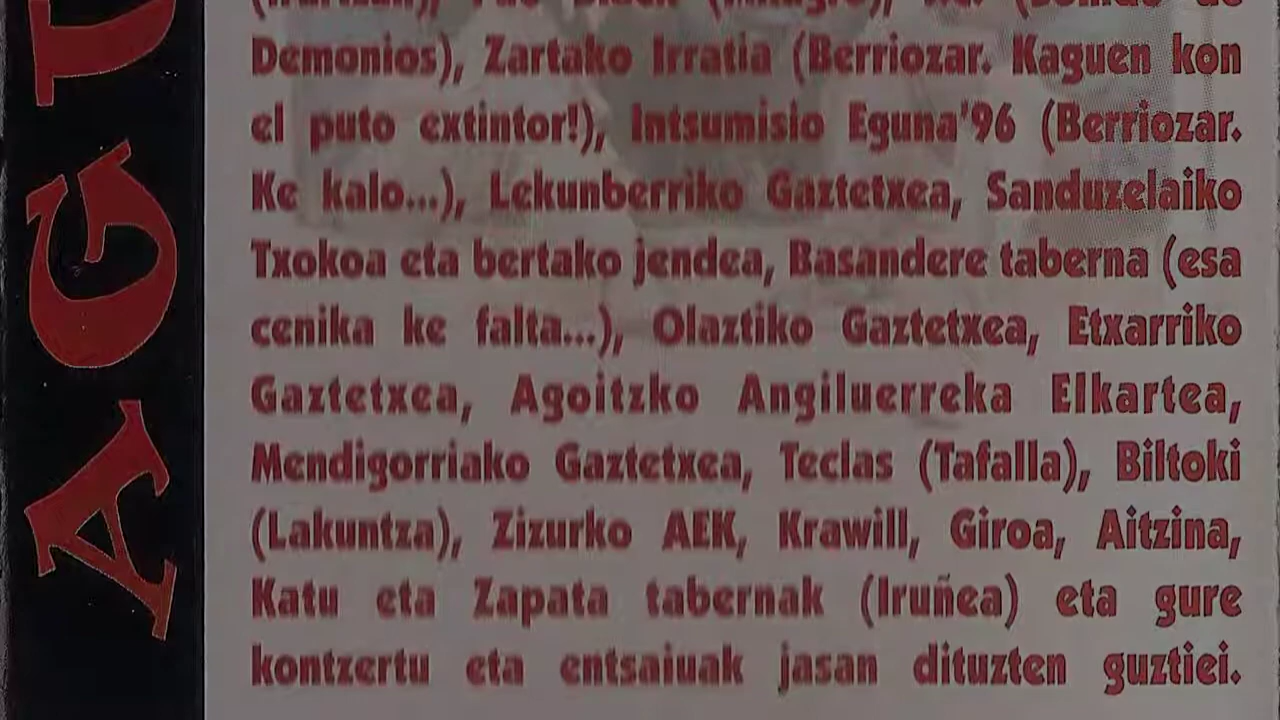 Demonios), Zartako Irratia (Berriozar. Kaguen kon
el puto extintor!), Intsumisio Eguna'96 (Berriozar.
Ke kalo...), Lekunberriko Gaztetxea, Sanduzelaiko
Txokoa eta bertako jendea, Basandere taberna (esa
cenika ke falta...), Olaztiko Gaztetxea, Etxarriko
Gaztetxea, Agoitzko Angiluerreka Elkartea,
Mendigorriako Gaztetxea, Teclas (Tafalla), Biltoki
(Lakuntza), Zizurko AEK, Krawill, Giroa, Aitzina,
Katu eta Zapata tabernak (Iruñea) eta gure
kontzertu eta entsaiuak jasan dituzten guztiei.